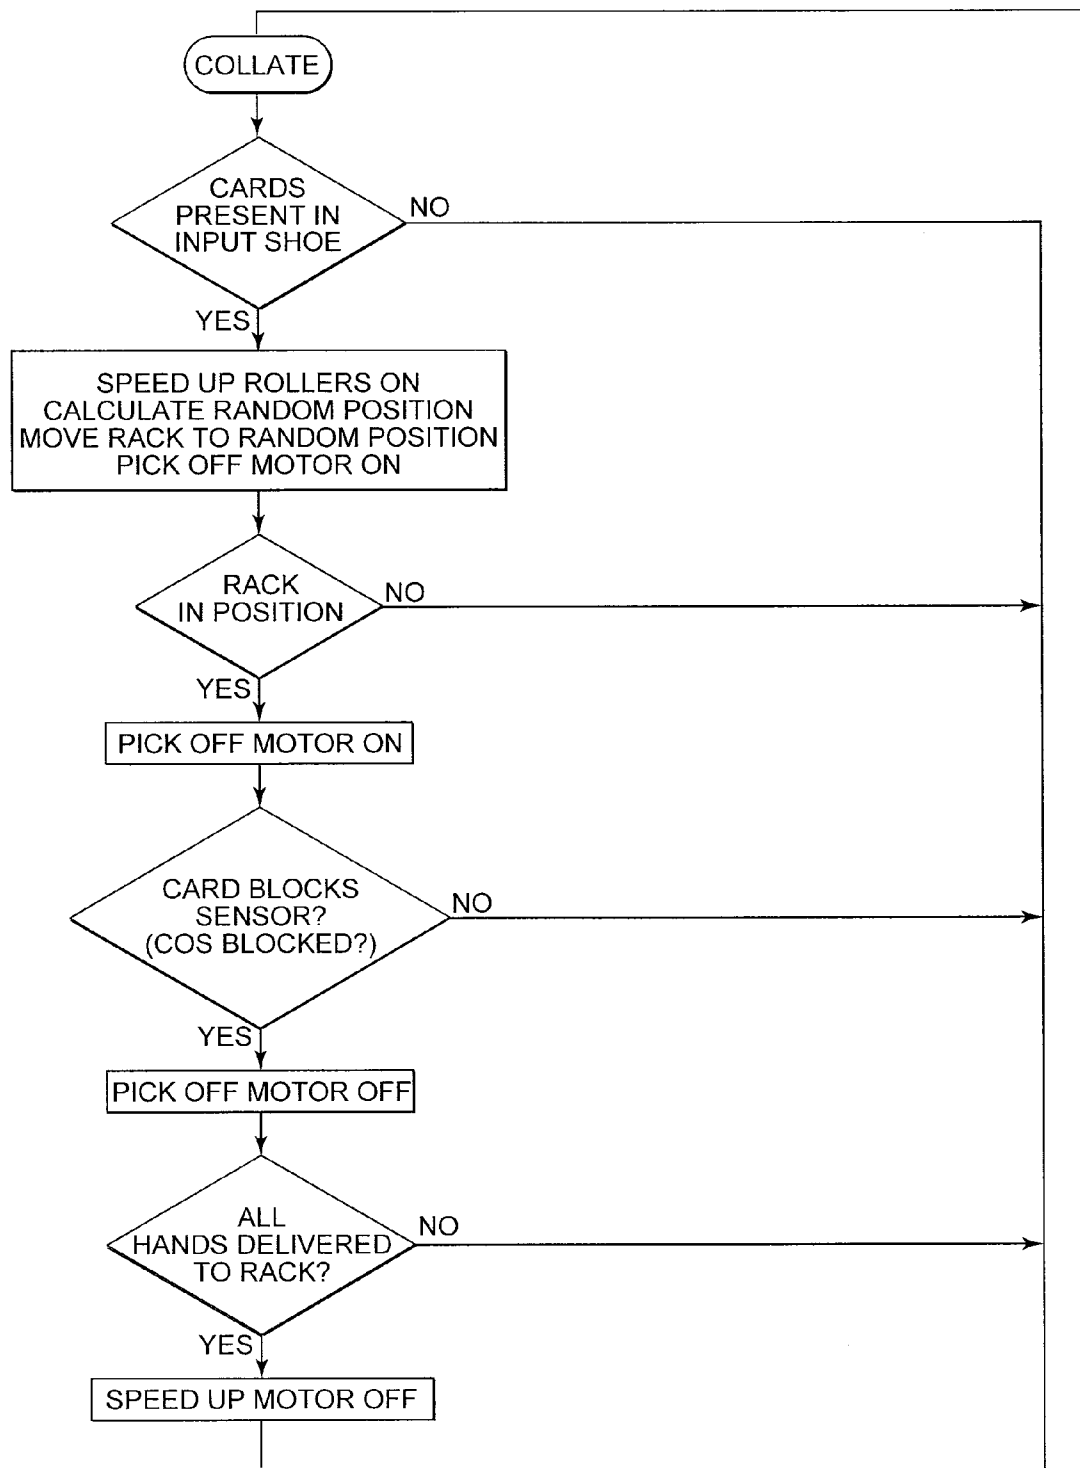 COLLATE
CARDS
PRESENT IN
INPUT SHOE
NO
YES
SPEED UP ROLLERS ON
CALCULATE RANDOM POSITION
MOVE RACK TO RANDOM POSITION
PICK OFF MOTOR ON
RACK
IN POSITION
NO
YES
PICK OFF MOTOR ON
CARD BLOCKS
SENSOR?
(COS BLOCKED?)
NO
YES
PICK OFF MOTOR OFF
ALL
HANDS DELIVERED
TO RACK?
NO
YES
SPEED UP MOTOR OFF